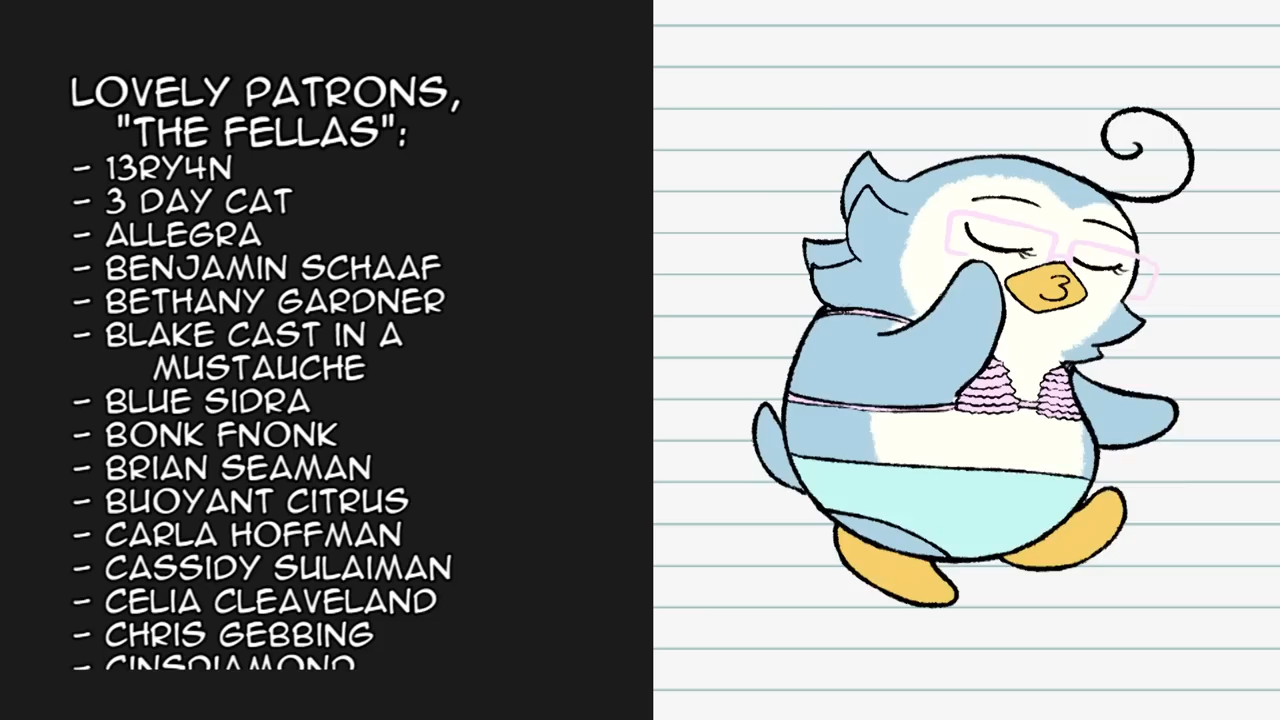 LOVELY PATRONS,
"THE FELLAS":
- 13RY4N
- 3 DAY CAT
- ALLEGRA
- BENJAMIN SCHAAF
- BETHANY GARDNER
- BLAKE CAST IN A
MUSTAUCHE
- BLUE SIDRA
- BONK FNONK
- BRIAN SEAMAN
- BUOYANT CITRUS
- CARLA HOFFMAN
- CASSIDY SULAIMAN
- CELIA CLEAVELAND
- CHRIS GEBBING
- CINSDIAMOND